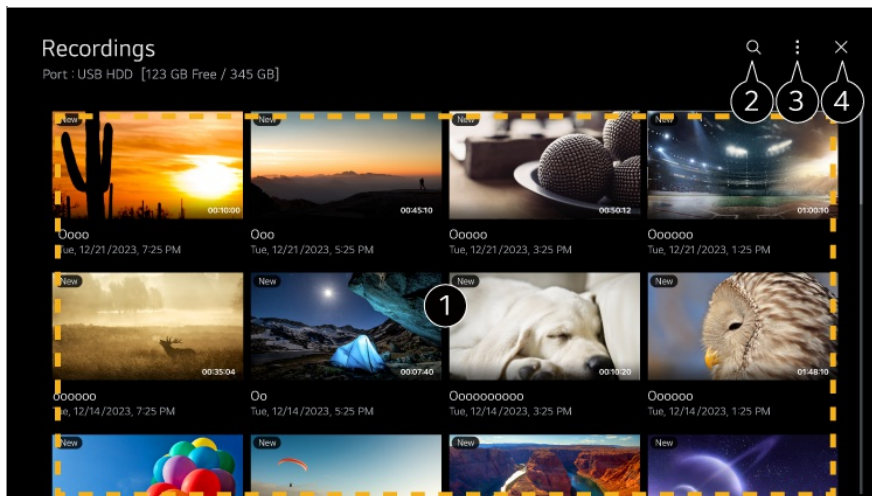 Recordings
Port : USB HDD [123 GB Free / 345 GB]
2 3 4
New New New New
00:10:00 00:45:10 00:50:12 01:00:10
Oooo Ooo Ooooo Oooooo
Tue, 12/21/2023, 7:25 PM Tue, 12/21/2023, 5:25 PM Tue, 12/21/2023, 3:25 PM Tue, 12/21/2023, 1:25 PM
New New New New
1
00:35:04 00:07:40 00:10:20 01:48:10
oooooo Oo Oooooooooo Oooooo
Tue, 12/14/2023, 7:25 PM Tue, 12/14/2023, 5:25 PM Tue, 12/14/2023, 3:25 PM Tue, 12/14/2023, 1:25 PM
New New New New